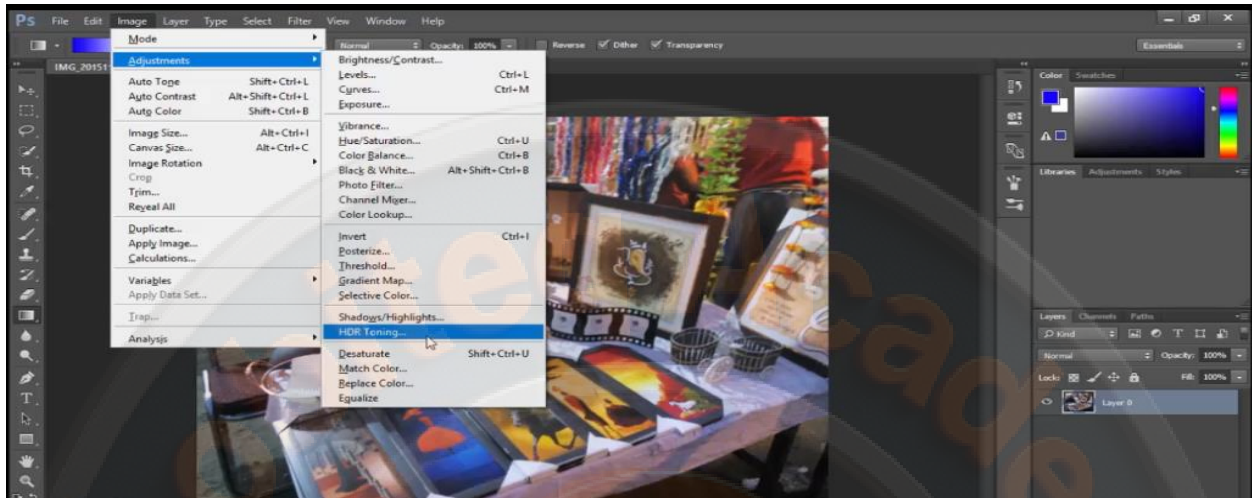 Ps File Edit Image Layer Type Select Filter View Window Help
Normal Opacity: 100% Reverse Dither Transparency Essentials
IMG_20151
Mode
Adjustments
Auto Tone Shift+Ctrl+L
Auto Contrast Alt+Shift+Ctrl+L
Auto Color Shift+Ctrl+B
Image Size... Alt+Ctrl+I
Canvas Size... Alt+Ctrl+C
Image Rotation
Crop
Trim...
Reveal All
Duplicate...
Apply Image...
Calculations...
Variables
Apply Data Set...
Trap...
Analysis
Brightness/Contrast...
Levels... Ctrl+L
Curves... Ctrl+M
Exposure...
Vibrance...
Hue/Saturation... Ctrl+U
Color Balance... Ctrl+B
Black & White... Alt+Shift+Ctrl+B
Photo Filter...
Channel Mixer...
Color Lookup...
Invert Ctrl+I
Posterize...
Threshold...
Gradient Map...
Selective Color...
Shadows/Highlights...
HDR Toning...
Desaturate Shift+Ctrl+U
Match Color...
Replace Color...
Equalize
Color Swatches
Libraries Adjustments Styles
Layers Channels Paths
Kind
Normal Opacity: 100%
Lock: Fill: 100%
Layer 0